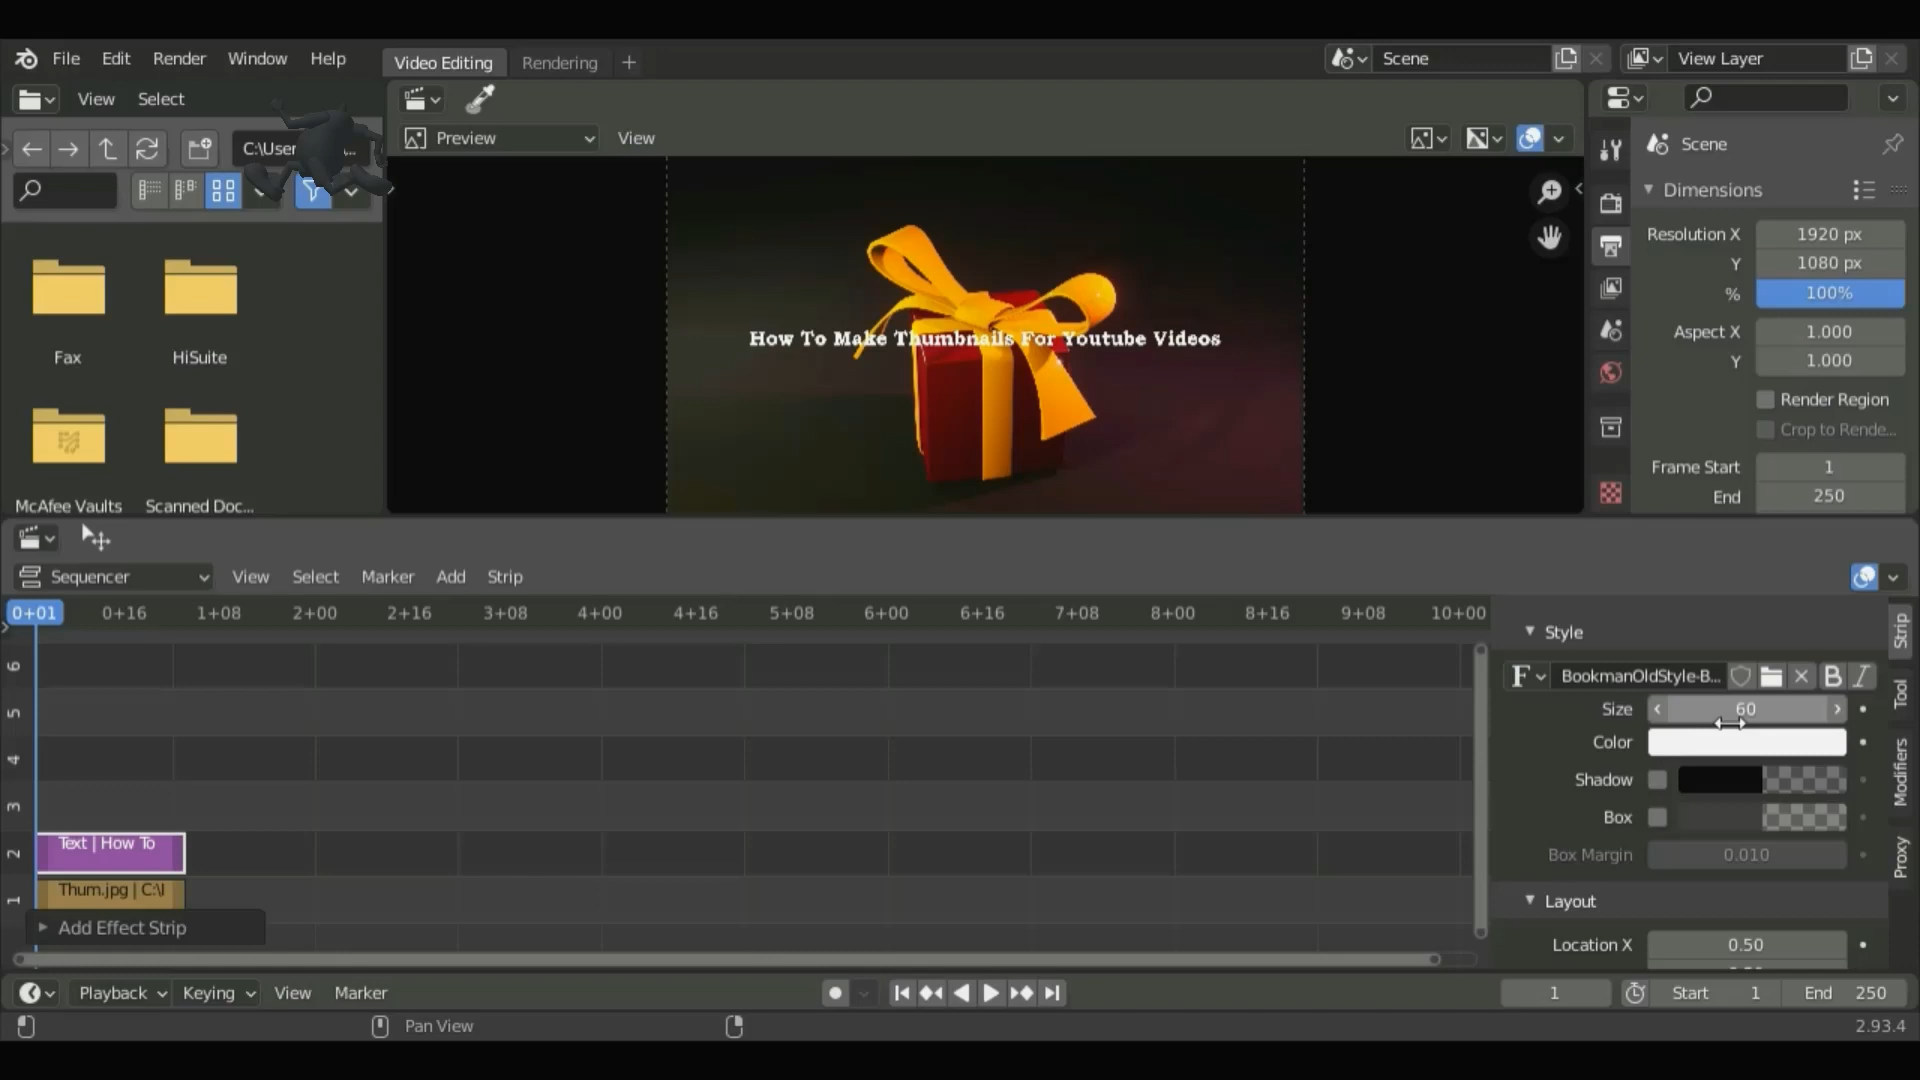 File Edit Render Window Help Video Editing Rendering + Scene View Layer
View Select
Preview View
C:\User ...
Scene
Dimensions
Resolution X 1920 px
Y 1080 px
% 100%
Aspect X 1.000
Y 1.000
Render Region
Crop to Rende...
Frame Start 1
End 250
Fax HiSuite
McAfee Vaults Scanned Doc...
How To Make Thumbnails For Youtube Videos
Sequencer View Select Marker Add Strip
0+01 0+16 1+08 2+00 2+16 3+08 4+00 4+16 5+08 6+00 6+16 7+08 8+00 8+16 9+08 10+00
6
5
4
3
2
1
Text | How To
Thum.jpg | C:\I
Add Effect Strip
Style
F BookmanOldStyle-B... B I
Size 60
Color
Shadow
Box
Box Margin 0.010
Layout
Location X 0.50
Strip
Tool
Modifiers
Proxy
Playback Keying View Marker 1 Start 1 End 250
Pan View 2.93.4